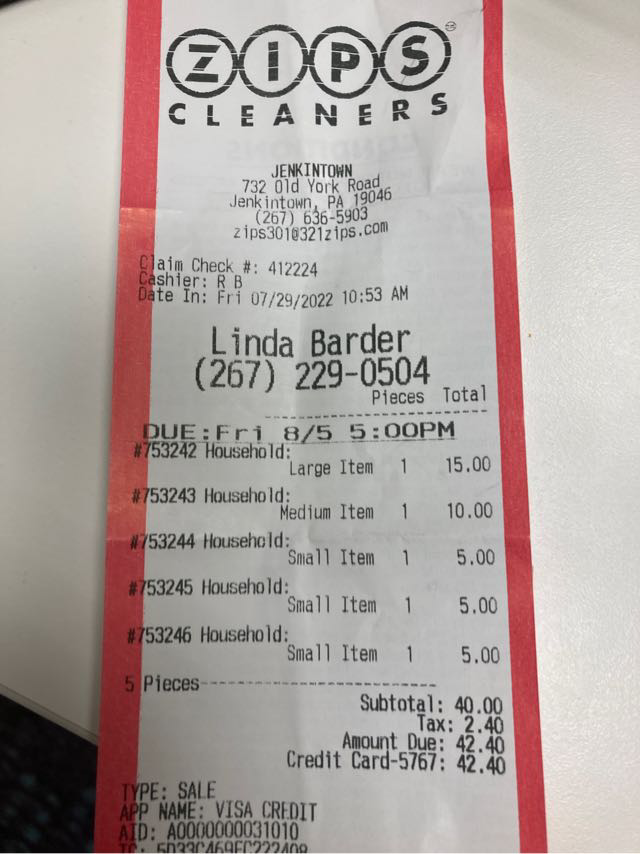 ZIPS
CLEANERS
JENKINTOWN
732 Old York Road
Jenkintown, PA 19046
(267) 636-5903
zips301@321zips.com
Claim Check #: 412224
Cashier: R B
Date In: Fri 07/29/2022 10:53 AM
Linda Barder
(267) 229-0504
Pieces Total
DUE:Fri 8/5 5:00PM
#753242 Household:
Large Item 1 15.00
#753243 Household:
Medium Item 1 10.00
#753244 Household:
Small Item 1 5.00
#753245 Household:
Small Item 1 5.00
#753246 Household:
Small Item 1 5.00
5 Pieces
Subtotal: 40.00
Tax: 2.40
Amount Due: 42.40
Credit Card-5767: 42.40
TYPE: SALE
APP NAME: VISA CREDIT
AID: A0000000031010
TC: